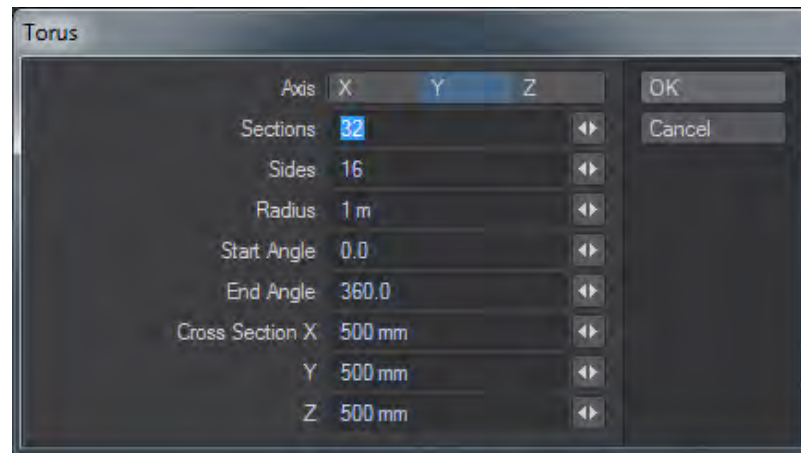 Torus
Axis X Y Z OK
Sections 32 Cancel
Sides 16
Radius 1 m
Start Angle 0.0
End Angle 360.0
Cross Section X 500 mm
Y 500 mm
Z 500 mm